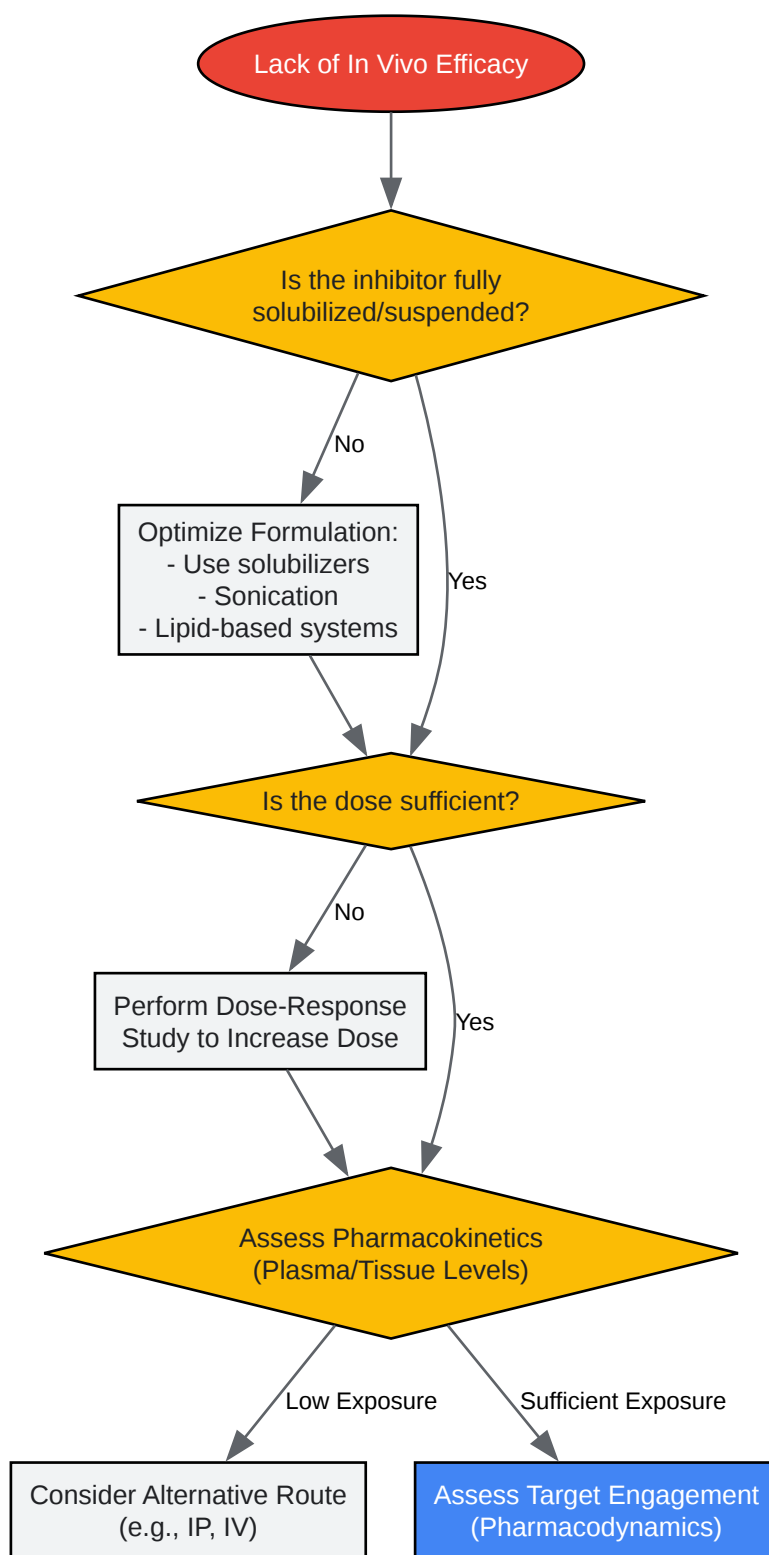 Lack of In Vivo Efficacy
Is the inhibitor fully
solubilized/suspended?
No
Optimize Formulation:
- Use solubilizers
- Sonication
- Lipid-based systems
Yes
Is the dose sufficient?
No
Perform Dose-Response
Study to Increase Dose
Yes
Assess Pharmacokinetics
(Plasma/Tissue Levels)
Low Exposure
Sufficient Exposure
Consider Alternative Route
(e.g., IP, IV)
Assess Target Engagement
(Pharmacodynamics)